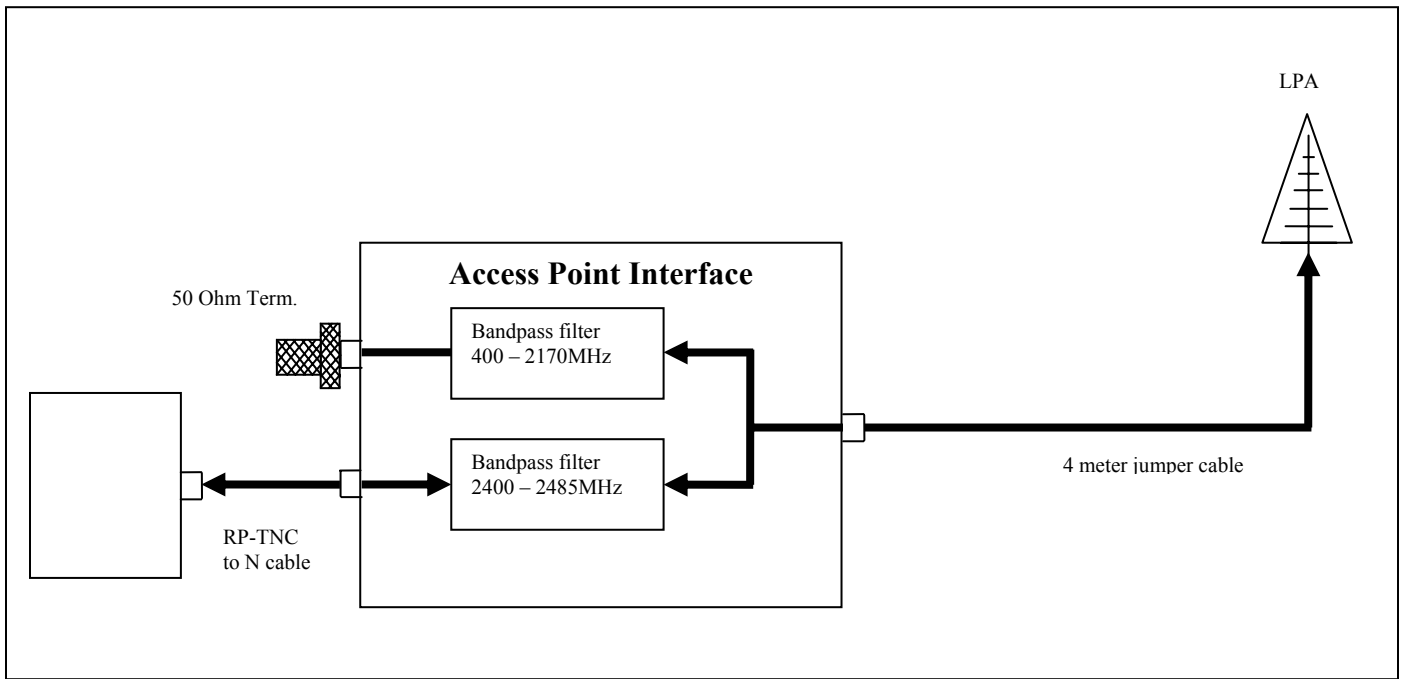 LPA
Access Point Interface
50 Ohm Term.
Bandpass filter
400 – 2170MHz
Bandpass filter
2400 – 2485MHz
4 meter jumper cable
RP-TNC
to N cable